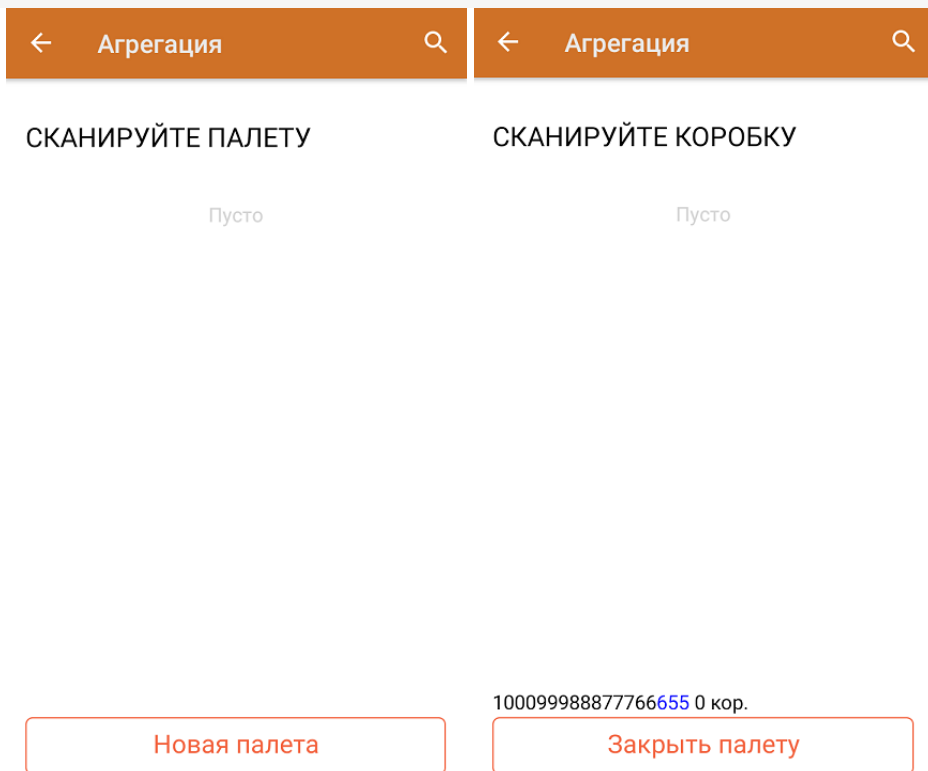 Агрегация
СКАНИРУЙТЕ ПАЛЕТУ
Пусто
Новая палета
Агрегация
СКАНИРУЙТЕ КОРОБКУ
Пусто
100099988877766655 0 кор.
Закрыть палету